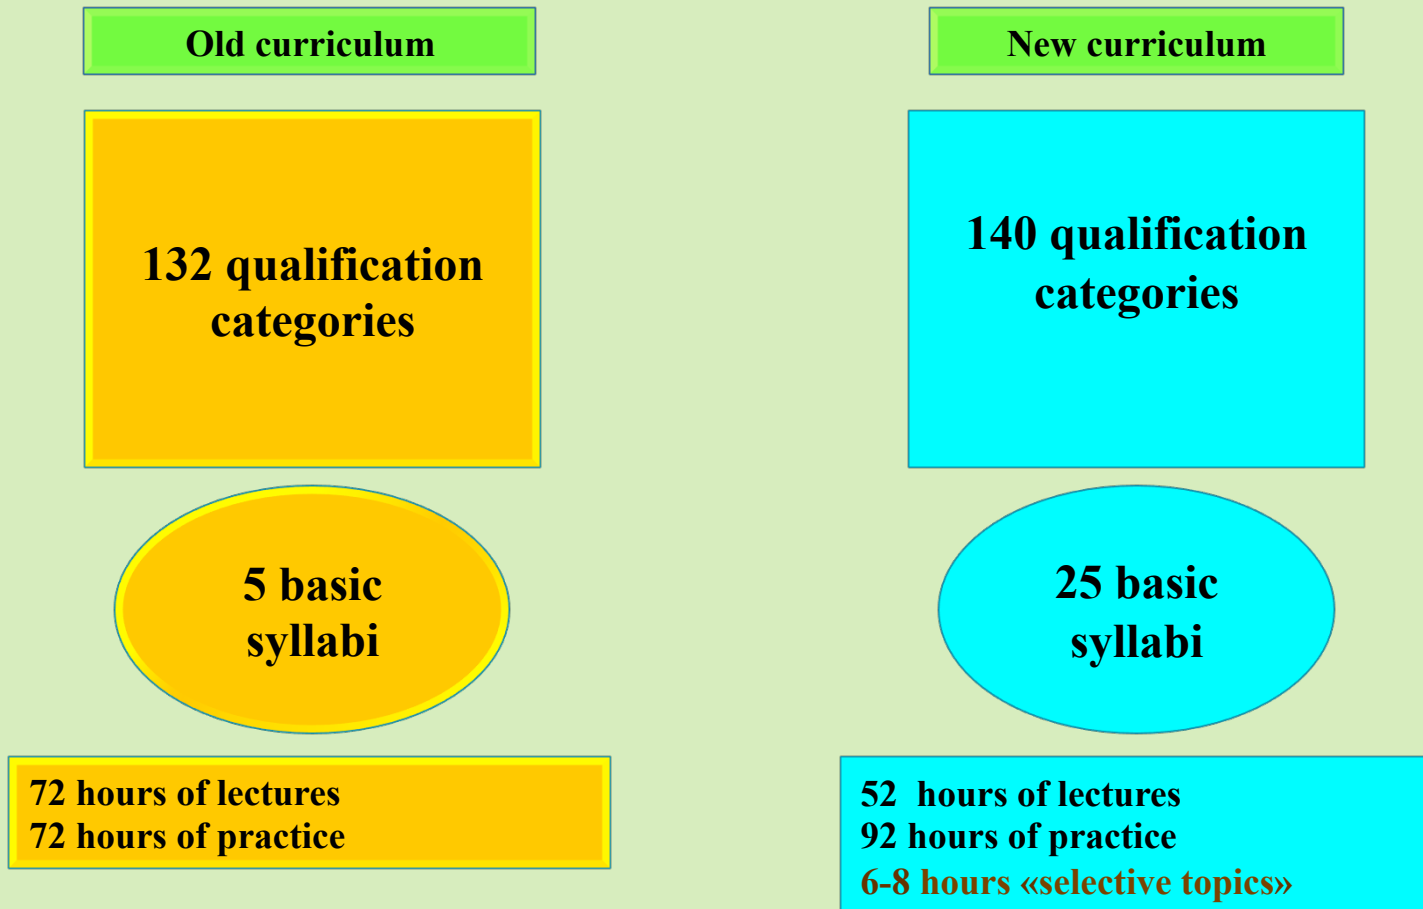 Old curriculum
132 qualification
categories
5 basic
syllabi
72 hours of lectures
72 hours of practice
New curriculum
140 qualification
categories
25 basic
syllabi
52 hours of lectures
92 hours of practice
6-8 hours «selective topics»